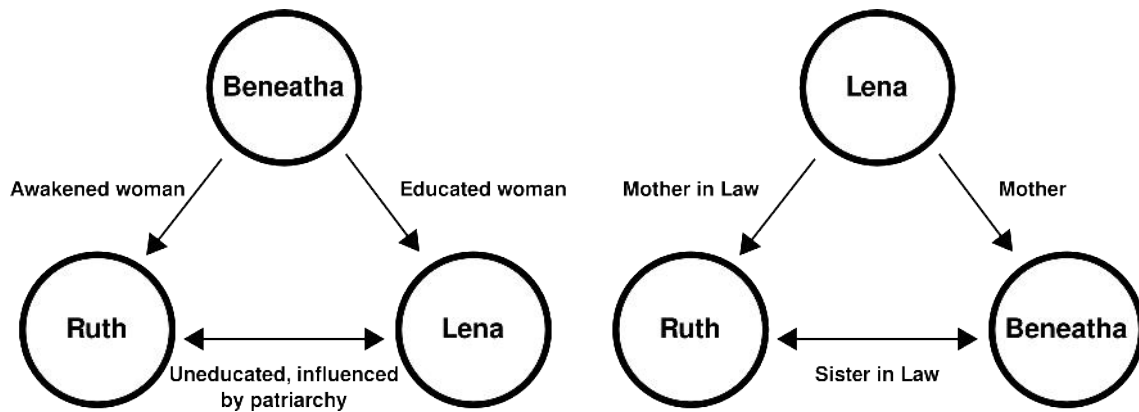 Beneatha
Awakened woman
Educated woman
Ruth
Lena
Uneducated, influenced
by patriarchy
Lena
Mother in Law
Mother
Ruth
Beneatha
Sister in Law